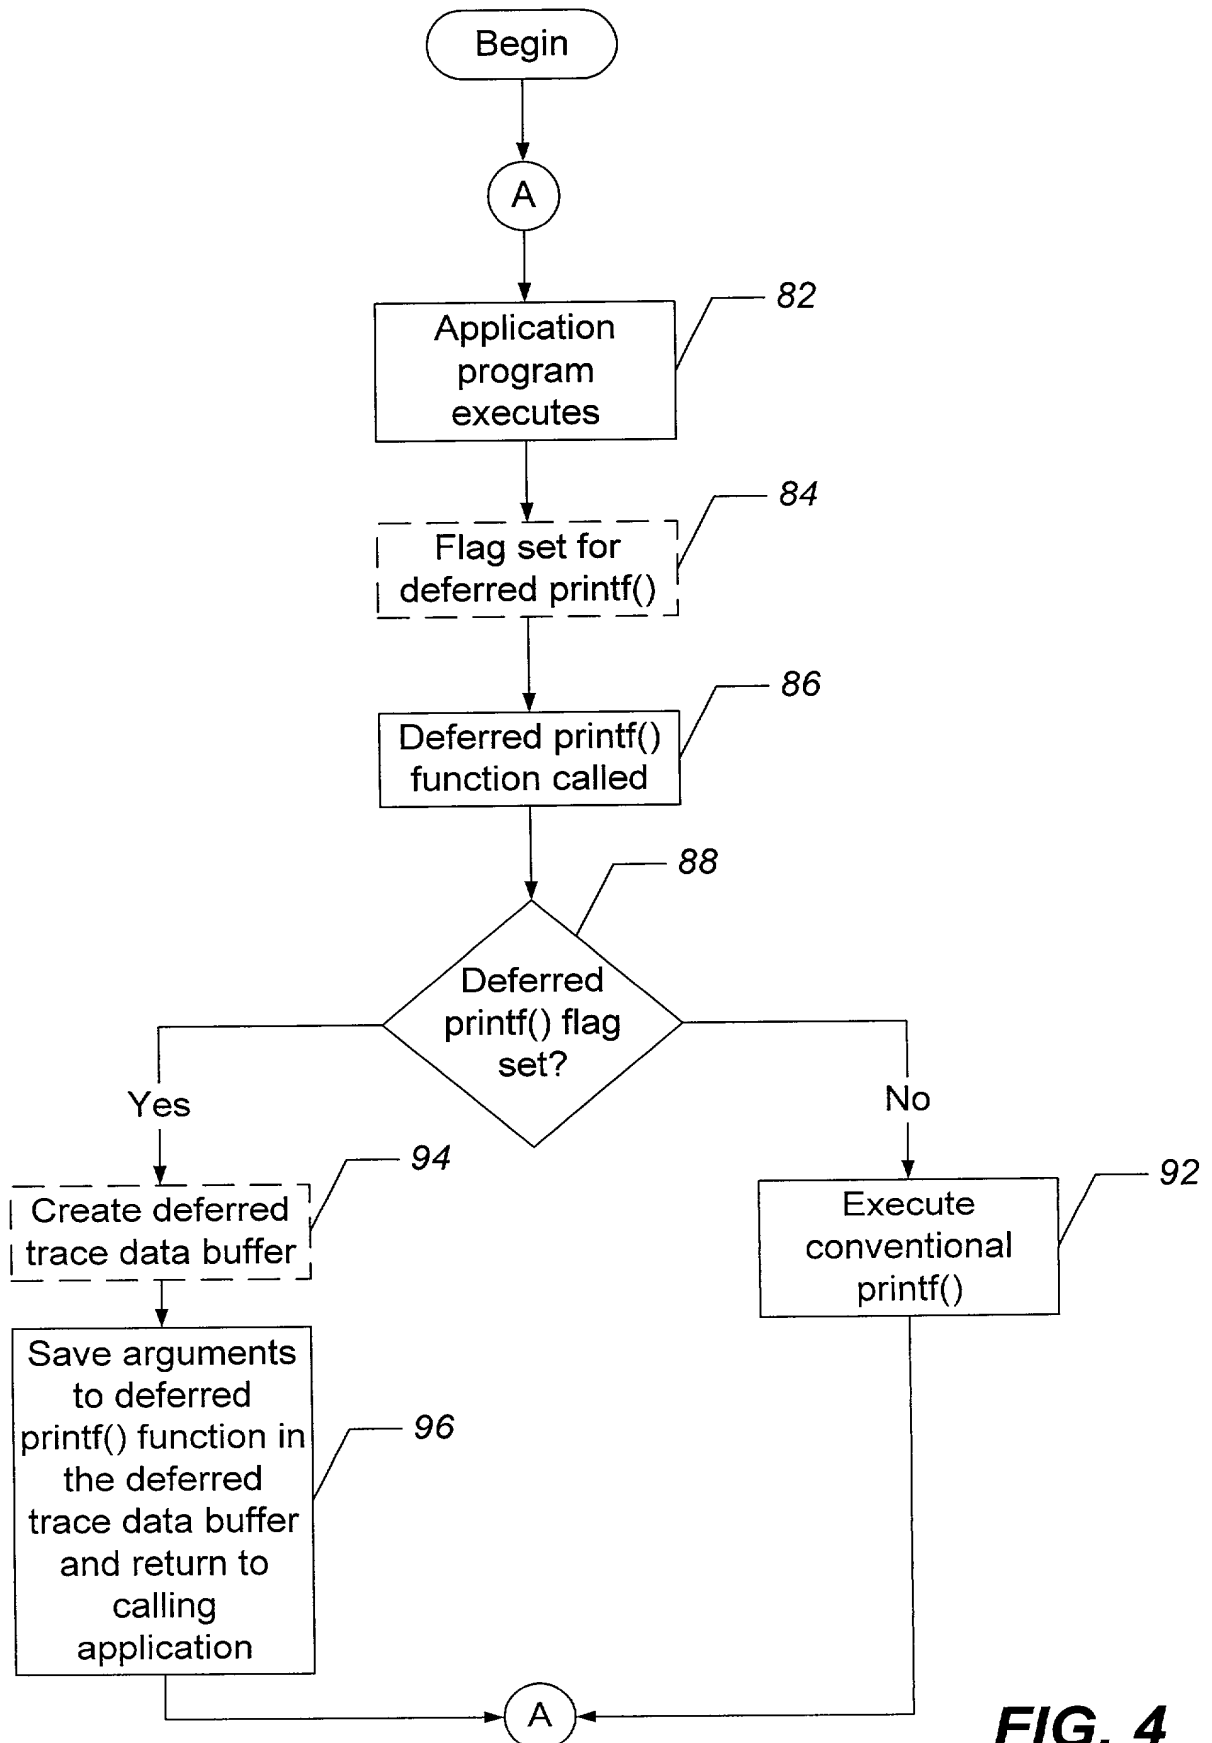 Begin
A
82
Application
program
executes
84
Flag set for
deferred printf()
86
Deferred printf()
function called
88
Deferred
printf() flag
set?
Yes
No
94
Create deferred
trace data buffer
92
Execute
conventional
printf()
Save arguments
to deferred
printf() function in
the deferred
trace data buffer
and return to
calling
application
96
A
FIG. 4